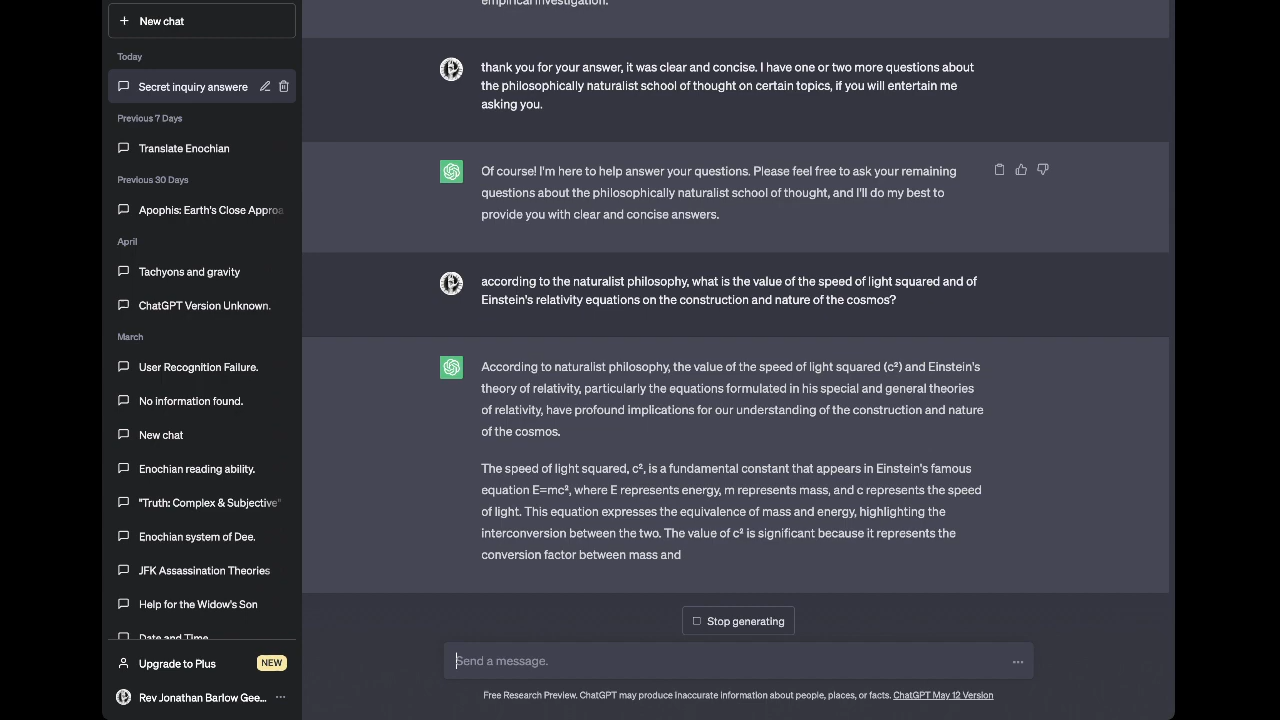 New chat
Today
Secret inquiry answere
Previous 7 Days
Translate Enochian
Previous 30 Days
Apophis: Earth's Close Approa
April
Tachyons and gravity
ChatGPT Version Unknown.
March
User Recognition Failure.
No information found.
New chat
Enochian reading ability.
"Truth: Complex & Subjective"
Enochian system of Dee.
JFK Assassination Theories
Help for the Widow's Son
Date and Time
Upgrade to Plus NEW
Rev Jonathan Barlow Gee...
empirical investigation.
thank you for your answer, it was clear and concise. I have one or two more questions about
the philosophically naturalist school of thought on certain topics, if you will entertain me
asking you.
Of course! I'm here to help answer your questions. Please feel free to ask your remaining
questions about the philosophically naturalist school of thought, and I'll do my best to
provide you with clear and concise answers.
according to the naturalist philosophy, what is the value of the speed of light squared and of
Einstein's relativity equations on the construction and nature of the cosmos?
According to naturalist philosophy, the value of the speed of light squared (c²) and Einstein's
theory of relativity, particularly the equations formulated in his special and general theories
of relativity, have profound implications for our understanding of the construction and nature
of the cosmos.
The speed of light squared, c², is a fundamental constant that appears in Einstein's famous
equation E=mc², where E represents energy, m represents mass, and c represents the speed
of light. This equation expresses the equivalence of mass and energy, highlighting the
interconversion between the two. The value of c² is significant because it represents the
conversion factor between mass and
Stop generating
Send a message.
Free Research Preview. ChatGPT may produce inaccurate information about people, places, or facts. ChatGPT May 12 Version